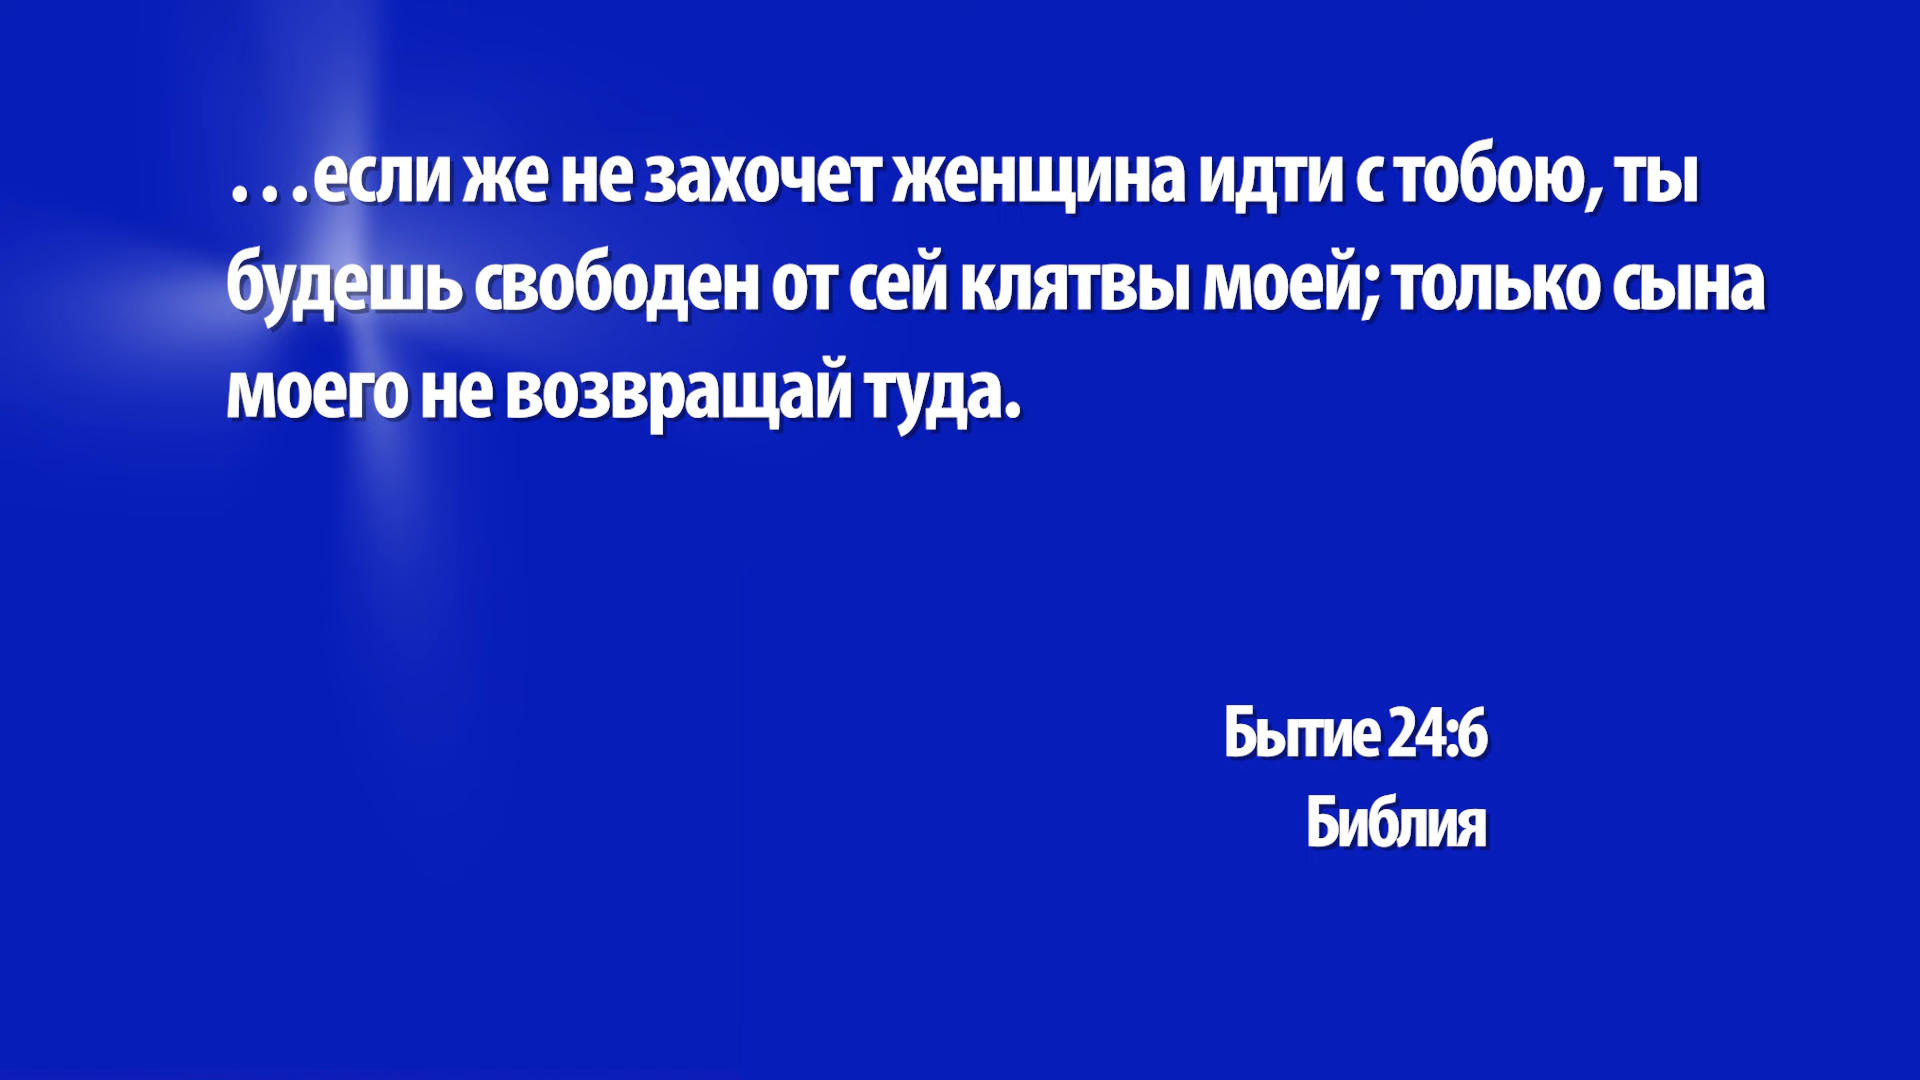 …если же не захочет женщина идти с тобою, ты
будешь свободен от сей клятвы моей; только сына
моего не возвращай туда.
Бытие 24:6
Библия